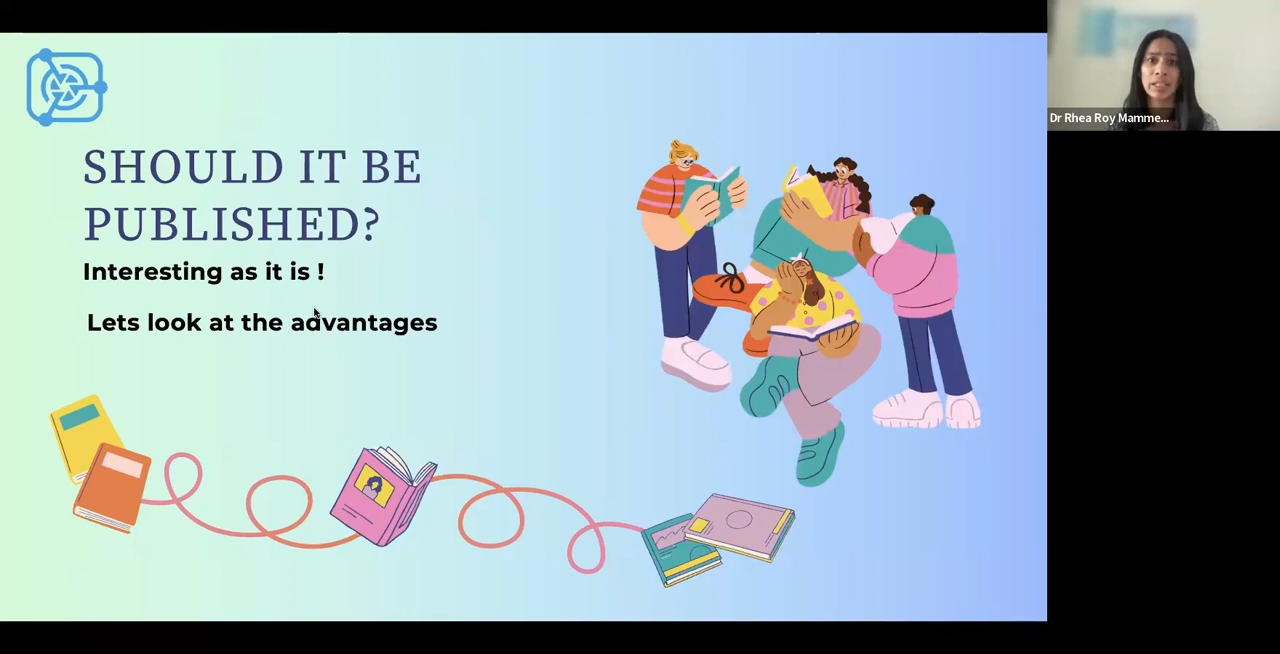 SHOULD IT BE
PUBLISHED?
Interesting as it is !
Lets look at the advantages
Dr Rhea Roy Mamme...